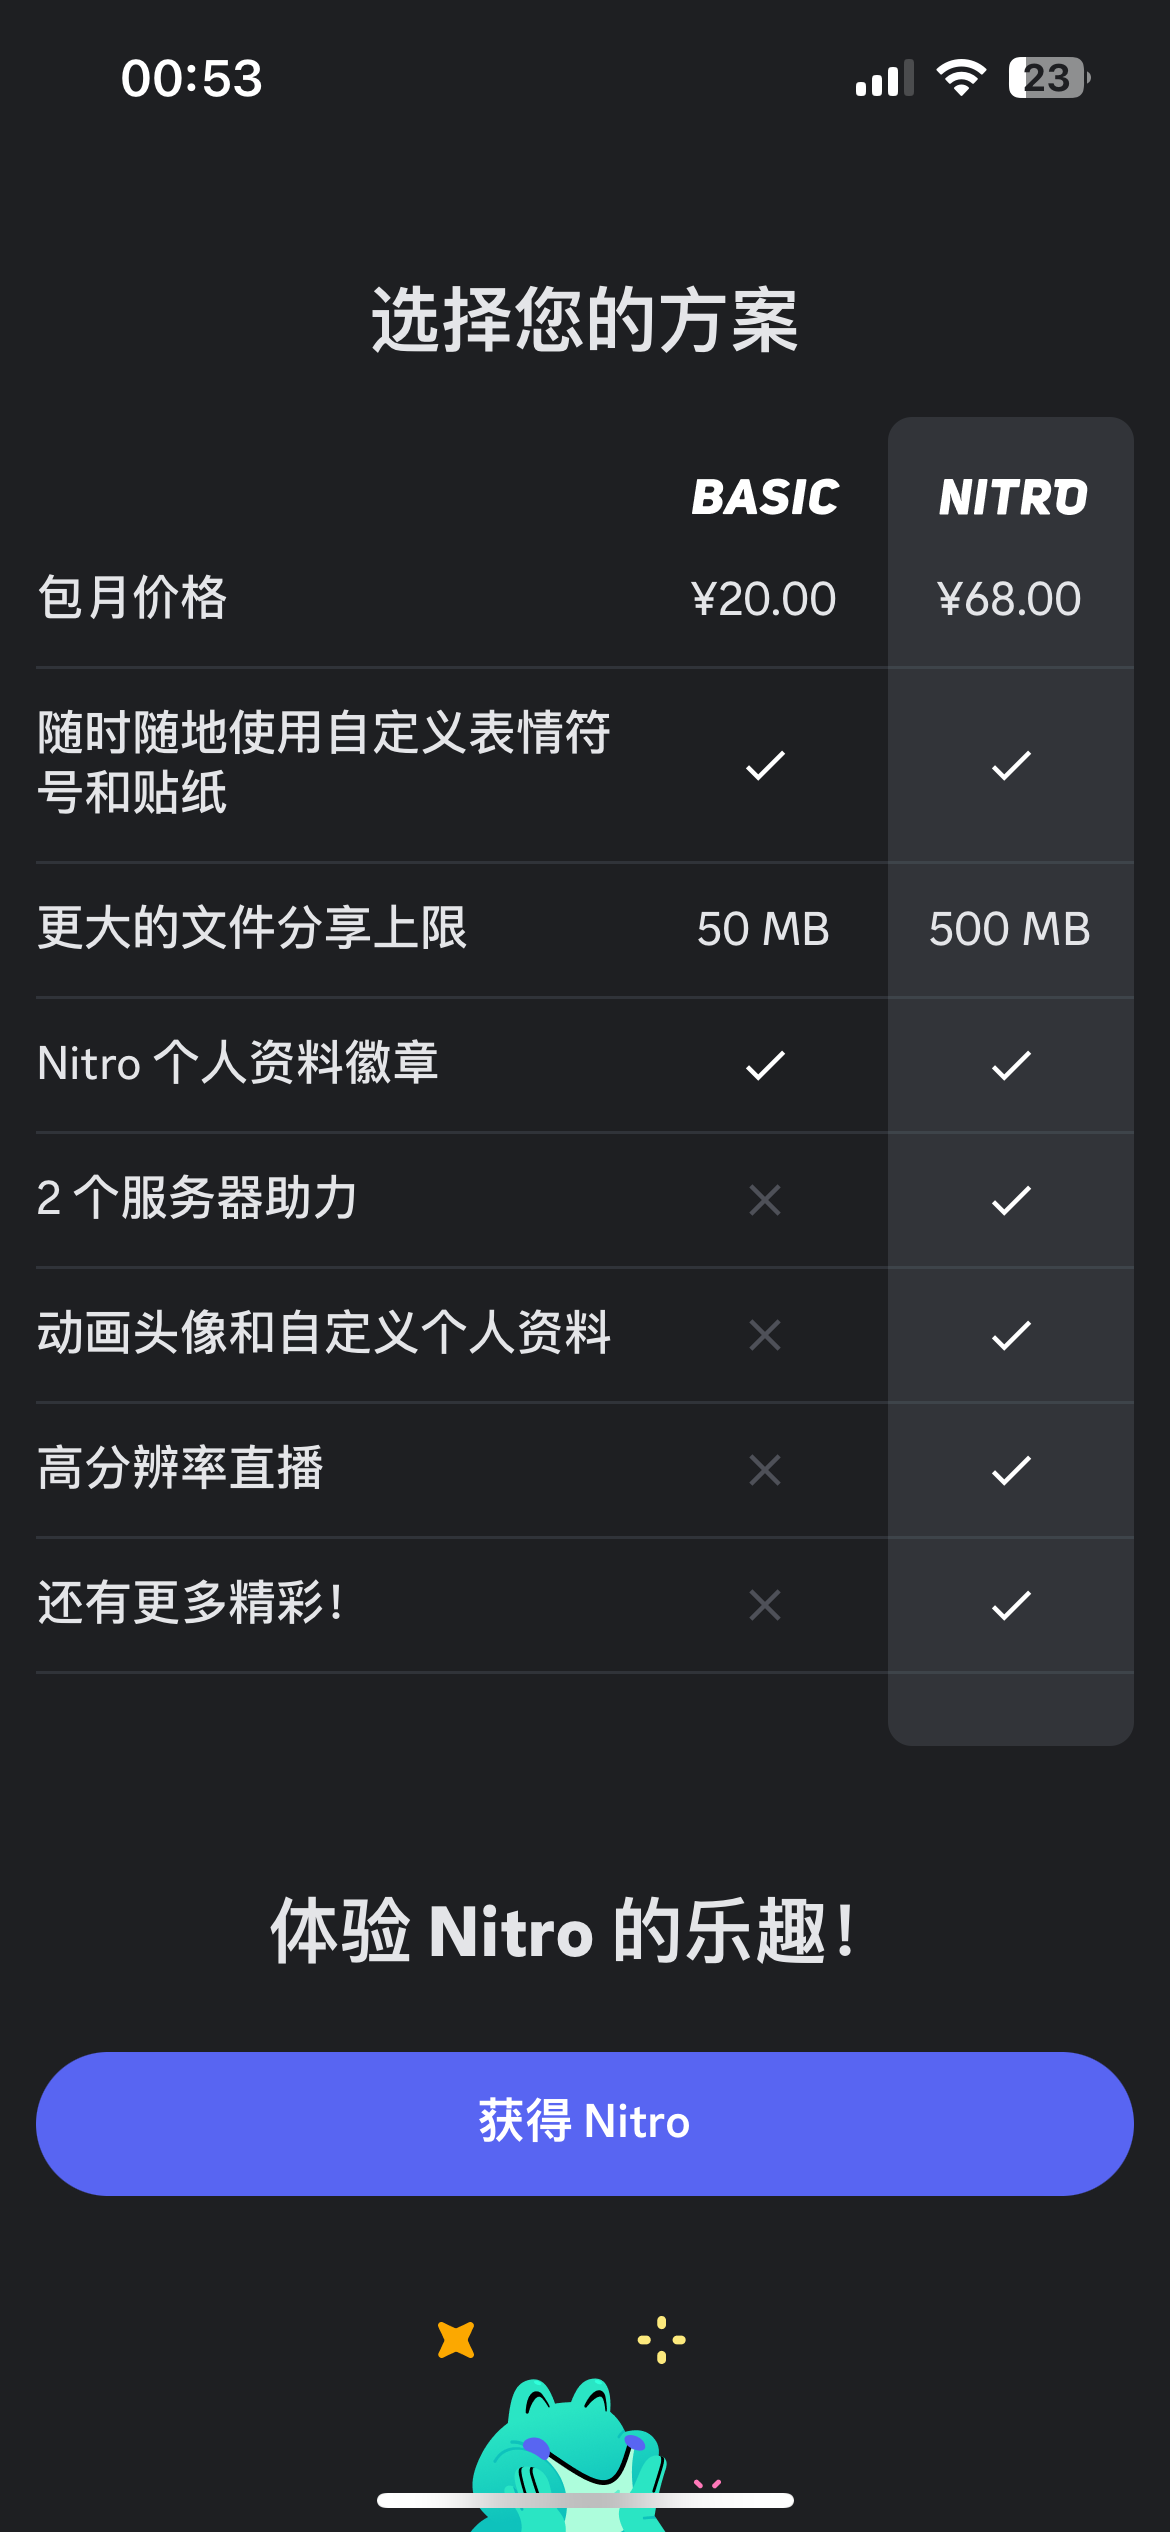 00:53
23
选择您的方案
BASIC NITRO
包月价格 ¥20.00 ¥68.00
随时随地使用自定义表情符
号和贴纸
更大的文件分享上限 50 MB 500 MB
Nitro 个人资料徽章
2 个服务器助力
动画头像和自定义个人资料
高分辨率直播
还有更多精彩！
体验 Nitro 的乐趣！
获得 Nitro